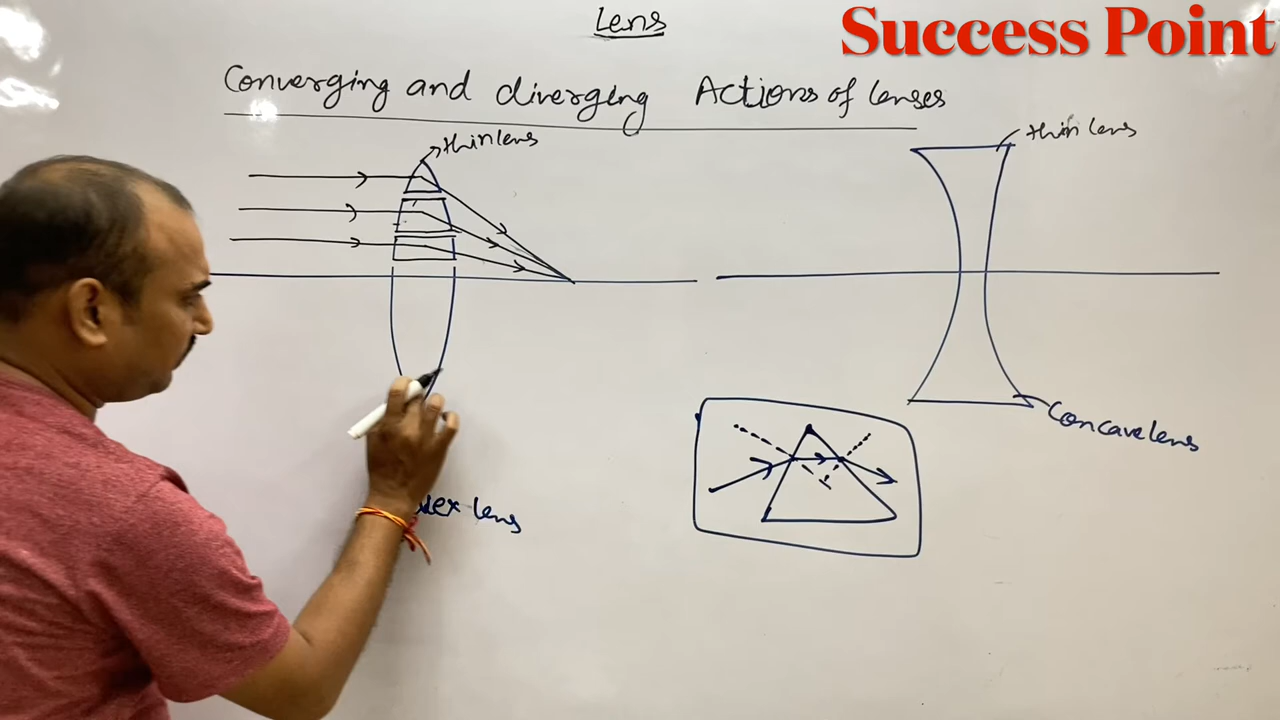 Lens
Success Point
Converging and diverging Actions of lenses
thin lens
thin lens
Concave lens
lens